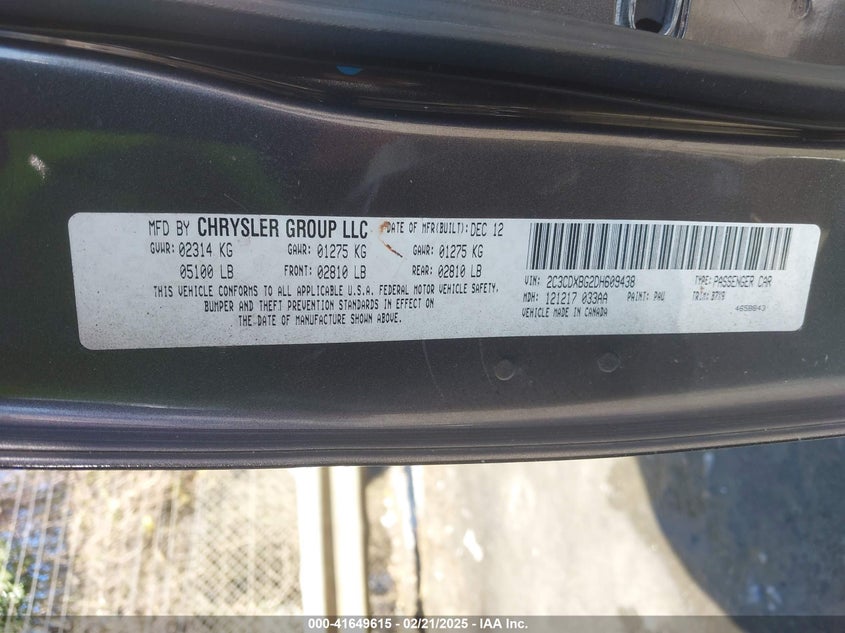 MFD BY CHRYSLER GROUP LLC DATE OF MFR(BUILT): DEC 12
GVWR: 02314 KG GAWR: 01275 KG GAWR: 01275 KG
05100 LB FRONT: 02810 LB REAR: 02810 LB
THIS VEHICLE CONFORMS TO ALL APPLICABLE U.S.A. FEDERAL MOTOR VEHICLE SAFETY,
BUMPER AND THEFT PREVENTION STANDARDS IN EFFECT ON
THE DATE OF MANUFACTURE SHOWN ABOVE.
VIN: 2C3CDXBG2DH609438 TYPE: PASSENGER CAR
MDH: 121217 033AA PAINT: PAU TRIM: B7X9
VEHICLE MADE IN CANADA 4658843
000-41649615 - 02/21/2025 - IAA Inc.